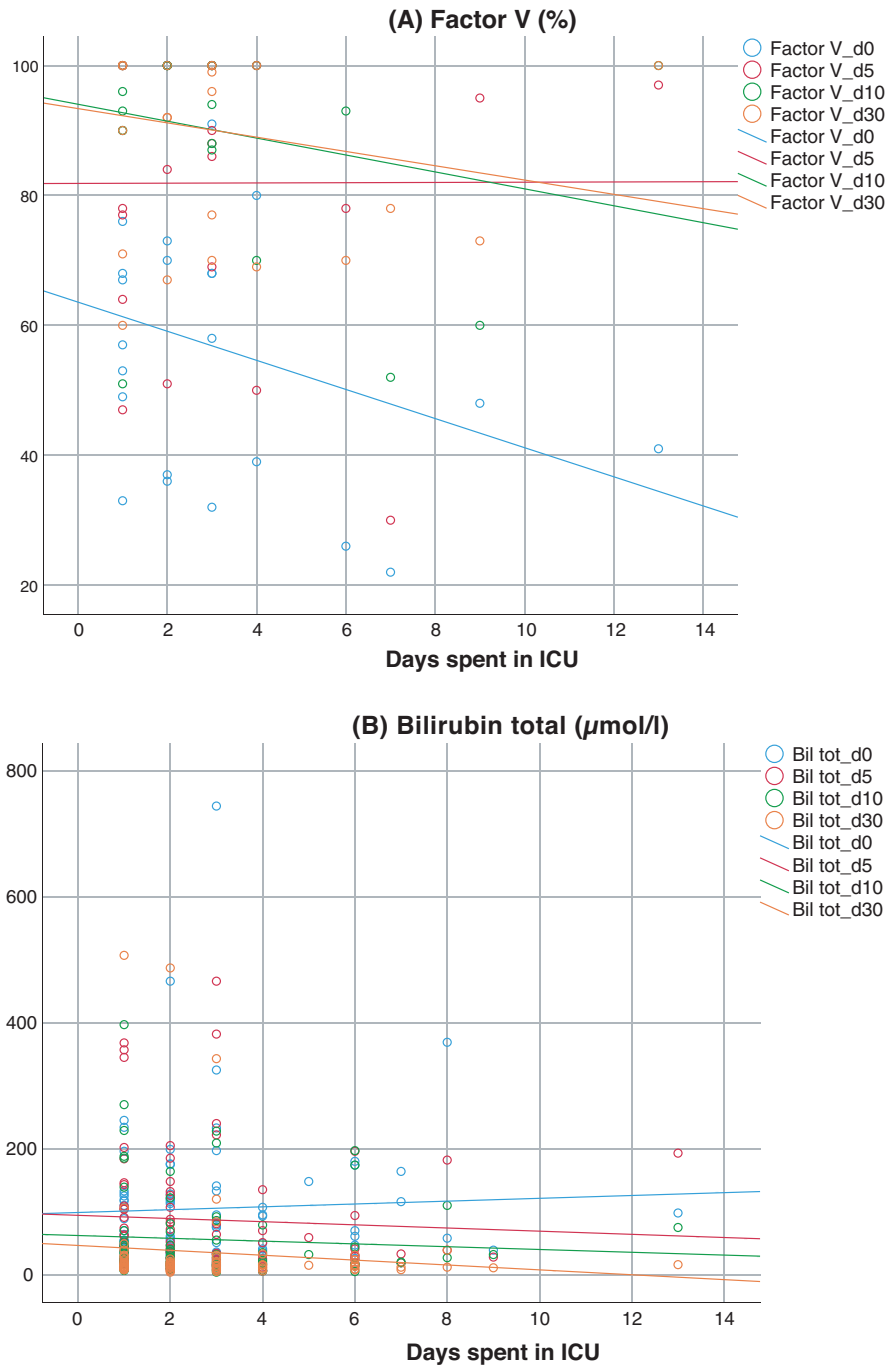 (A) Factor V (%)
100
80
60
40
20
0 2 4 6 8 10 12 14
Days spent in ICU
Factor V_d0
Factor V_d5
Factor V_d10
Factor V_d30
Factor V_d0
Factor V_d5
Factor V_d10
Factor V_d30
(B) Bilirubin total (µmol/l)
800
600
400
200
0
0 2 4 6 8 10 12 14
Days spent in ICU
Bil tot_d0
Bil tot_d5
Bil tot_d10
Bil tot_d30
Bil tot_d0
Bil tot_d5
Bil tot_d10
Bil tot_d30